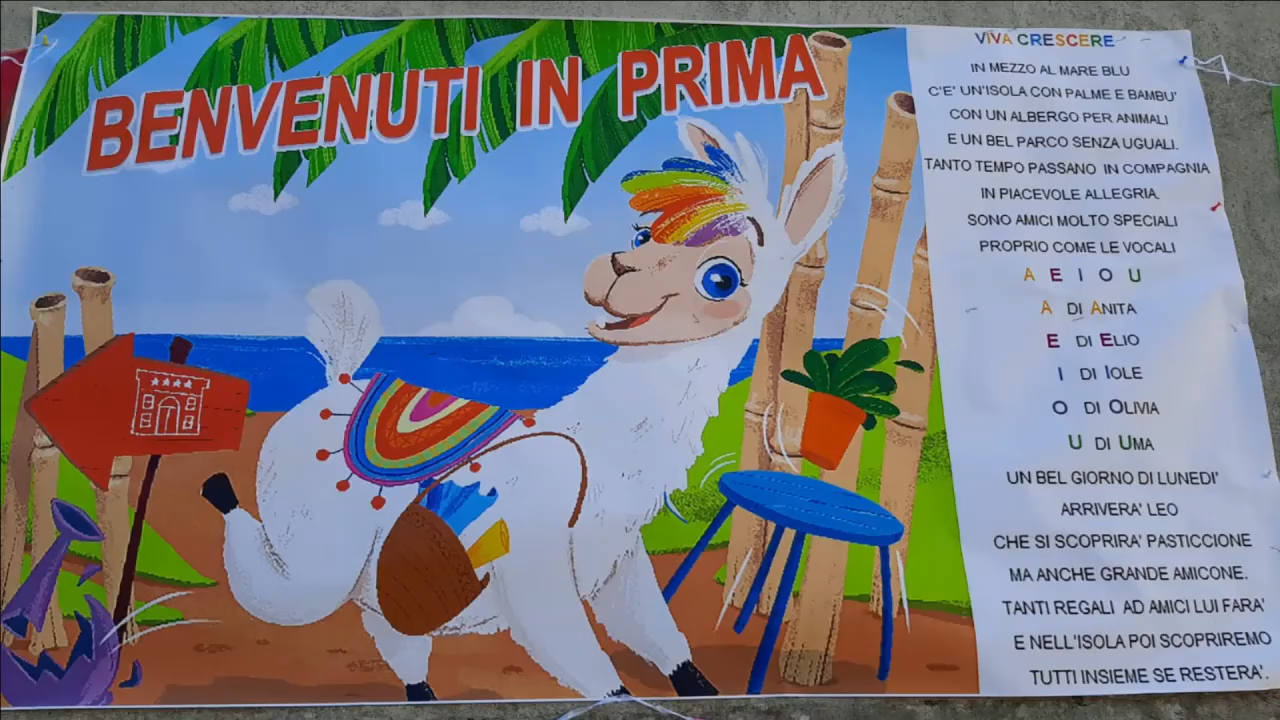 BENVENUTI IN PRIMA
VIVA CRESCERE
IN MEZZO AL MARE BLU
C'E' UN'ISOLA CON PALME E BAMBU'
CON UN ALBERGO PER ANIMALI
E UN BEL PARCO SENZA UGUALI.
TANTO TEMPO PASSANO IN COMPAGNIA
IN PIACEVOLE ALLEGRIA.
SONO AMICI MOLTO SPECIALI
PROPRIO COME LE VOCALI
A E I O U
A DI ANITA
E DI ELIO
I DI IOLE
O DI OLIVIA
U DI UMA
UN BEL GIORNO DI LUNEDI'
ARRIVERA' LEO
CHE SI SCOPRIRA' PASTICCIONE
MA ANCHE GRANDE AMICONE.
TANTI REGALI AD AMICI LUI FARA'
E NELL'ISOLA POI SCOPRIREMO
TUTTI INSIEME SE RESTERA'.